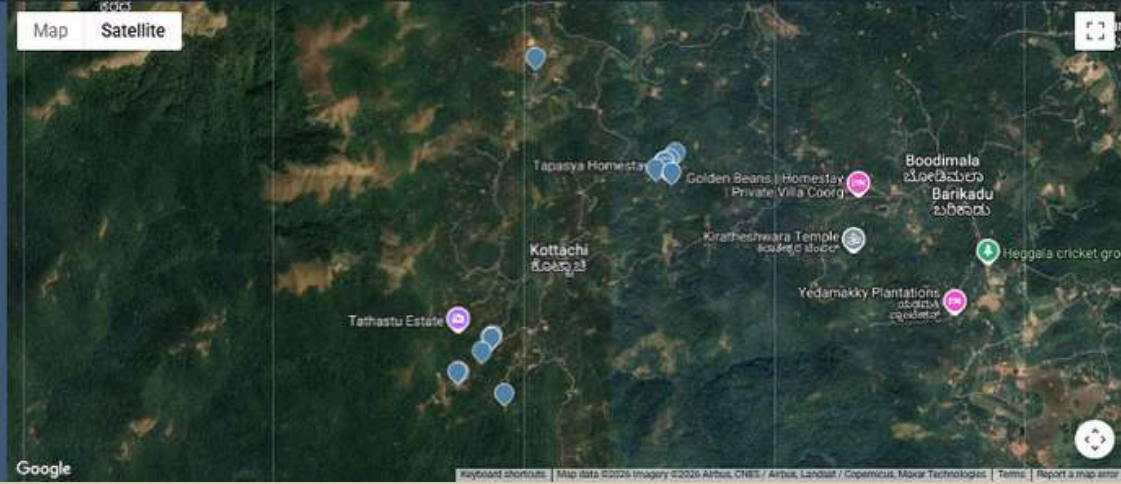 ಕರದ
Map
Satellite
Tapasya Homestay
Golden Beans | Homestay
| Private Villa Coorg
Boodimala
ಬೋಡಿಮಲಾ
Barikadu
ಬರಿಕಾಡು
Kiratheshwara Temple
Kottachi
ಕೊಟ್ಟಾಚಿ
Heggala cricket gro
Yedamakky Plantations
Tathastu Estate
Google
Keyboard shortcuts
Map data ©2026 Imagery ©2026 Airbus, CNES / Airbus, Landsat / Copernicus, Maxar Technologies
Terms
Report a map error